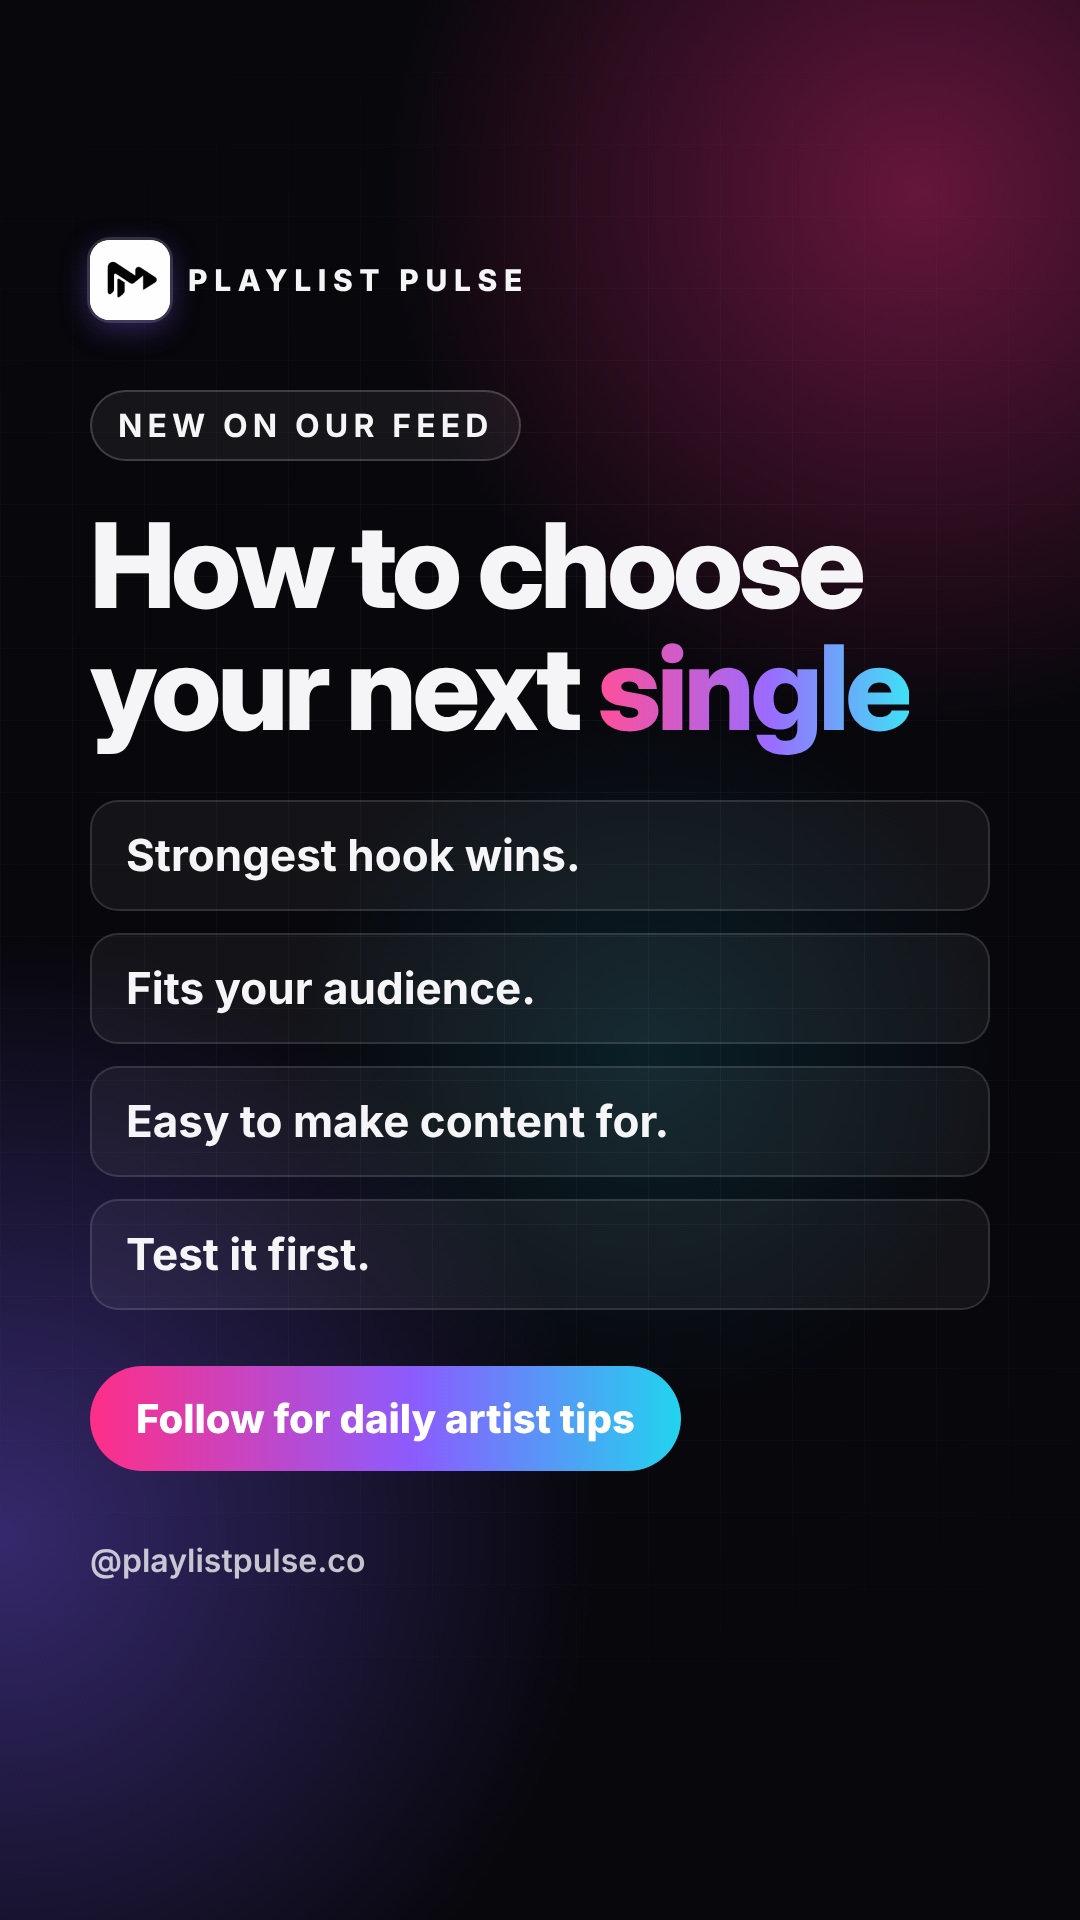 PLAYLIST PULSE
NEW ON OUR FEED
How to choose
your next single
Strongest hook wins.
Fits your audience.
Easy to make content for.
Test it first.
Follow for daily artist tips
@playlistpulse.co